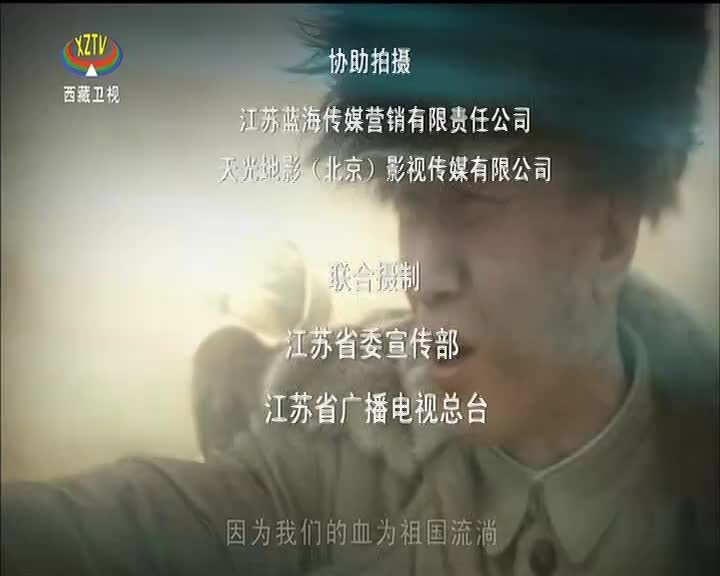 XZTV
西藏卫视
协助拍摄
江苏蓝海传媒营销有限责任公司
天光地影（北京）影视传媒有限公司
联合摄制
江苏省委宣传部
江苏省广播电视总台
因为我们的血为祖国流淌